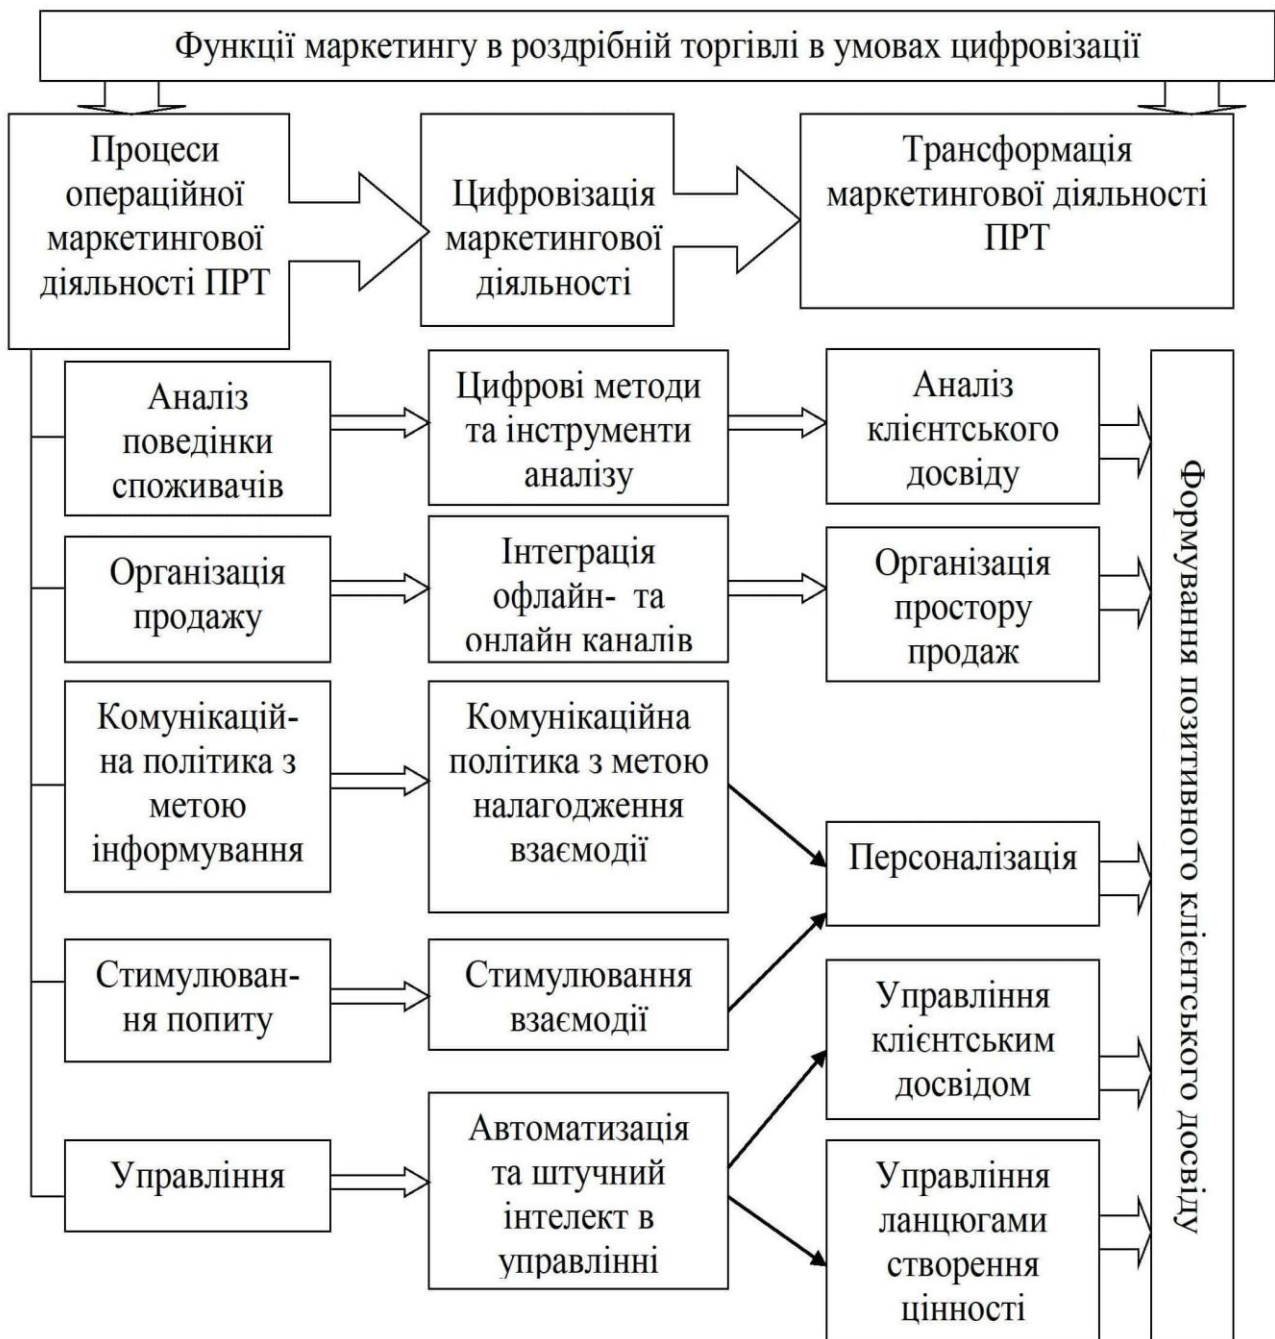 Функції маркетингу в роздрібній торгівлі в умовах цифровізації
Процеси
операційної
маркетингової
діяльності ПРТ
Цифровізація
маркетингової
діяльності
Трансформація
маркетингової діяльності
ПРТ
Аналіз
поведінки
споживачів
Цифрові методи
та інструменти
аналізу
Аналіз
клієнтського
досвіду
Організація
продажу
Інтеграція
офлайн- та
онлайн каналів
Організація
простору
продаж
Комунікацій-
на політика з
метою
інформування
Комунікаційна
політика з метою
налагодження
взаємодії
Персоналізація
Стимулюван-
ня попиту
Стимулювання
взаємодії
Управління
клієнтським
досвідом
Управління
Автоматизація
та штучний
інтелект в
управлінні
Управління
ланцюгами
створення
цінності
Формування позитивного клієнтського досвіду